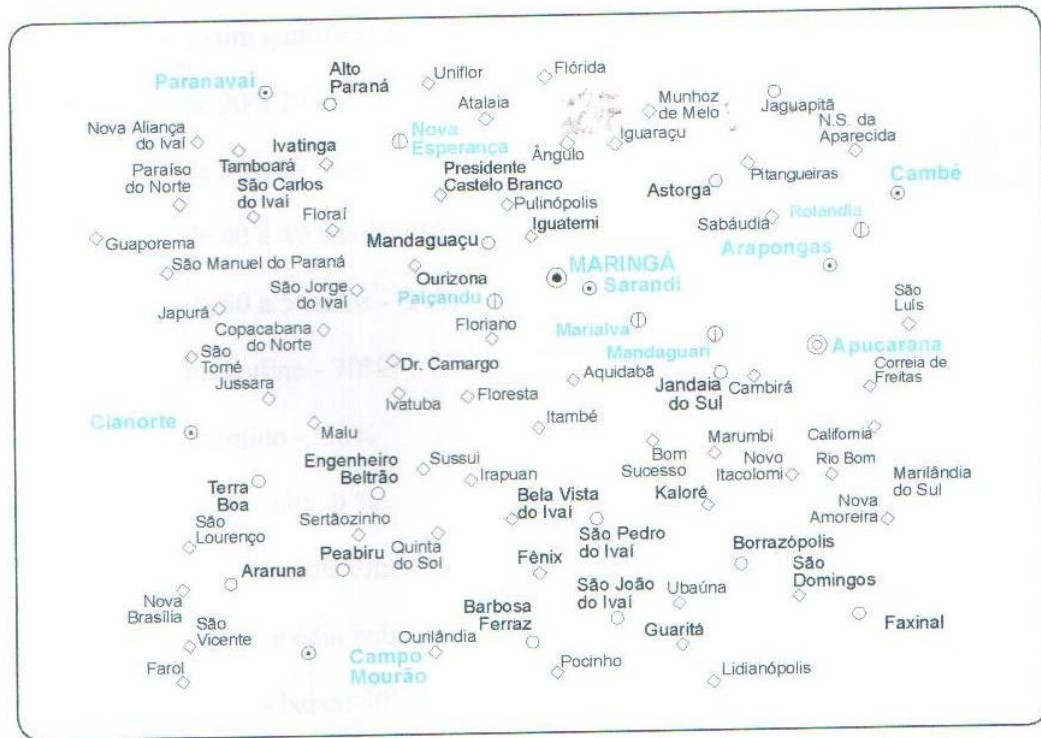 Paranavaí
Alto
Paraná
Uniflor
Flórida
Atalaia
Munhoz
de Melo
Jaguapitã
Nova Aliança
do Ivaí
Ivatinga
Nova
Esperança
Iguaraçu
N.S. da
Aparecida
Ângulo
Tamboará
Paraíso
do Norte
São Carlos
do Ivaí
Presidente
Castelo Branco
Pitangueiras
Cambé
Astorga
Floraí
Pulinópolis
Iguatemi
Sabáudia
Rolândia
Guaporema
Mandaguaçu
Arapongas
São Manuel do Paraná
Ourizona
MARINGÁ
Sarandi
São Jorge
do Ivaí
Paiçandu
São
Luís
Japurá
Copacabana
do Norte
Floriano
Marialva
Mandaguari
Apucarana
São
Tomé
Dr. Camargo
Aquidabã
Correia de
Freitas
Jussara
Ivatuba
Floresta
Jandaia
do Sul
Cambirá
Cianorte
Malu
Itambé
Marumbi
California
Engenheiro
Beltrão
Sussui
Irapuan
Bom
Sucesso
Novo
Itacolomi
Rio Bom
Marilândia
do Sul
Terra
Boa
Bela Vista
do Ivaí
Kalorê
Nova
Amoreira
São
Lourenço
Sertãozinho
Quinta
do Sol
São Pedro
do Ivaí
Borrazópolis
Peabiru
Fênix
São
Domingos
Araruna
São João
do Ivaí
Ubaúna
Nova
Brasília
Barbosa
Ferraz
Guaritá
Faxinal
São
Vicente
Campo
Mourão
Ourilândia
Farol
Pocinho
Lidianópolis